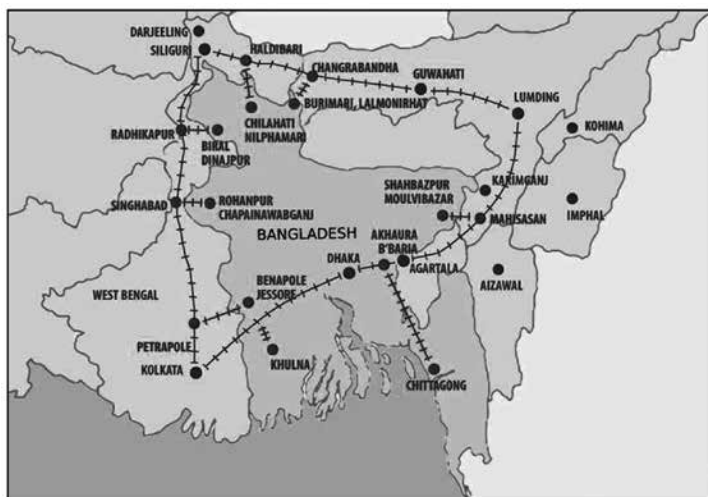 DARJEELING
SILIGURI
HALDIBARI
CHANGRABANDHA
GUWAHATI
LUMDING
BURIMARI, LALMONIRHAT
KOHIMA
CHILAHATI
NILPHAMARI
RADHIKAPUR
BIRAL
DINAJPUR
KARIMGANJ
SHAHBAZPUR
MOULVIBAZAR
SINGHABAD
ROHANPUR
CHAPAINAWABGANJ
MAHISASAN
IMPHAL
BANGLADESH
AKHAURA
B'BARIA
DHAKA
AGARTALA
BENAPOLE
JESSORE
AIZAWAL
WEST BENGAL
PETRAPOLE
KOLKATA
KHULNA
CHITTAGONG